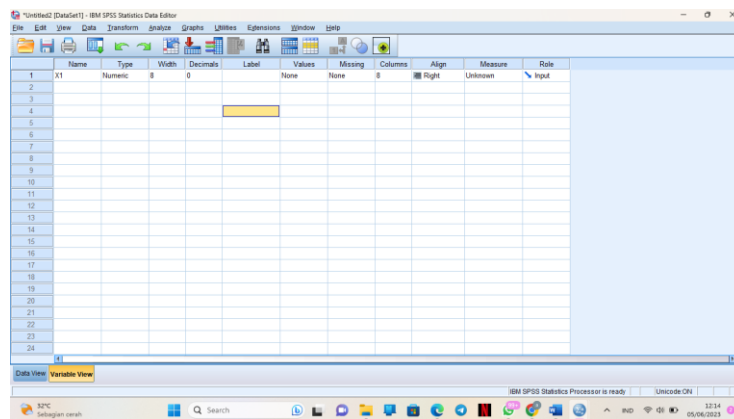 *Untitled2 [DataSet1] - IBM SPSS Statistics Data Editor
File Edit View Data Transform Analyze Graphs Utilities Extensions Window Help
Name Type Width Decimals Label Values Missing Columns Align Measure Role
1 X1 Numeric 8 0 None None 8 Right Unknown Input
2
3
4
5
6
7
8
9
10
11
12
13
14
15
16
17
18
19
20
21
22
23
24
Data View Variable View
IBM SPSS Statistics Processor is ready Unicode:ON
32°C
Sebagian cerah
Search
IND
12:14
05/06/2023